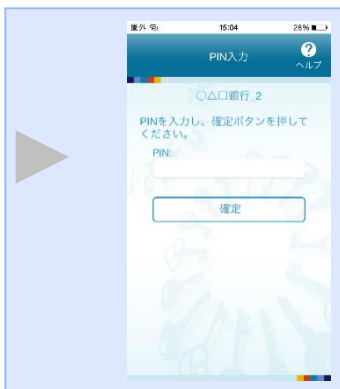 圏外
15:04
28%
PIN入力
?
ヘルプ
○△□銀行_2
PINを入力し、確定ボタンを押して
ください。
PIN:
確定